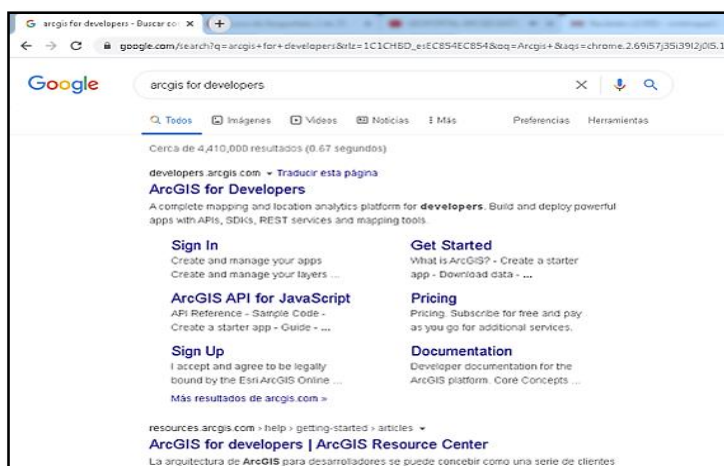 arcgis for developers - Buscar co
google.com/search?q=arcgis+for+developers&rlz=1C1CHBD_esEC854EC854&oq=Arcgis+&aqs=chrome.2.69i57j35i39l2j0l5.1
Google
arcgis for developers
Todos Imágenes Videos Noticias Más Preferencias Herramientas
Cerca de 4,410,000 resultados (0.67 segundos)
developers.arcgis.com Traducir esta página
ArcGIS for Developers
A complete mapping and location analytics platform for developers. Build and deploy powerful
apps with APIs, SDKs, REST services and mapping tools.
Sign In
Create and manage your apps
Create and manage your layers ...
Get Started
What is ArcGIS? - Create a starter
app - Download data - ...
ArcGIS API for JavaScript
API Reference - Sample Code -
Create a starter app - Guide - ...
Pricing
Pricing. Subscribe for free and pay
as you go for additional services.
Sign Up
I accept and agree to be legally
bound by the Esri ArcGIS Online ...
Documentation
Developer documentation for the
ArcGIS platform. Core Concepts ...
Más resultados de arcgis.com »
resources.arcgis.com › help › getting-started › articles
ArcGIS for developers | ArcGIS Resource Center
La arquitectura de ArcGIS para desarrolladores se puede concebir como una serie de clientes